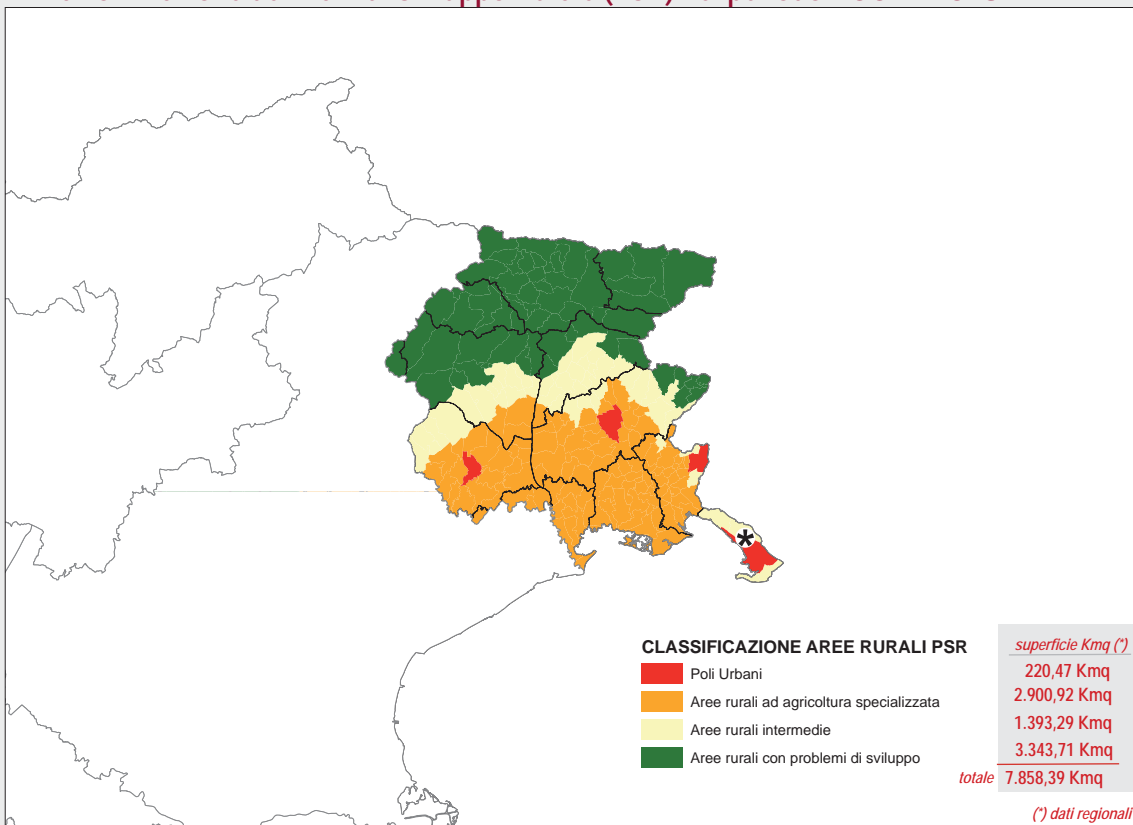 *
CLASSIFICAZIONE AREE RURALI PSR
superficie Kmq (*)
Poli Urbani
220,47 Kmq
Aree rurali ad agricoltura specializzata
2.900,92 Kmq
Aree rurali intermedie
1.393,29 Kmq
Aree rurali con problemi di sviluppo
3.343,71 Kmq
totale 7.858,39 Kmq
(*) dati regionali